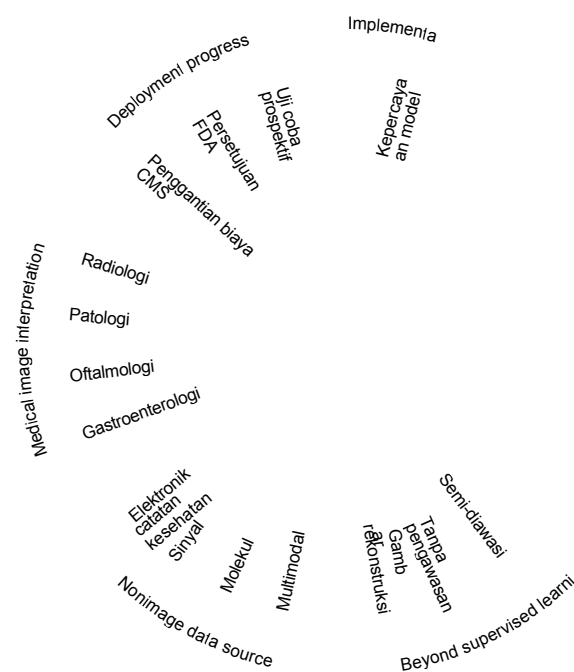 Implementa
Kepercaya
an model
Deployment progress
Uji coba
prospektif
Persetujuan
FDA
Penggantian biaya
CMS
Medical image interpretation
Radiologi
Patologi
Oftalmologi
Gastroenterologi
Nonimage data source
Elektronik
catatan
kesehatan
Sinyal
Molekul
Multimodal
Beyond supervised learni
Semi-diawasi
Tanpa
pengawasan
Gamb
ar
rekonstruksi